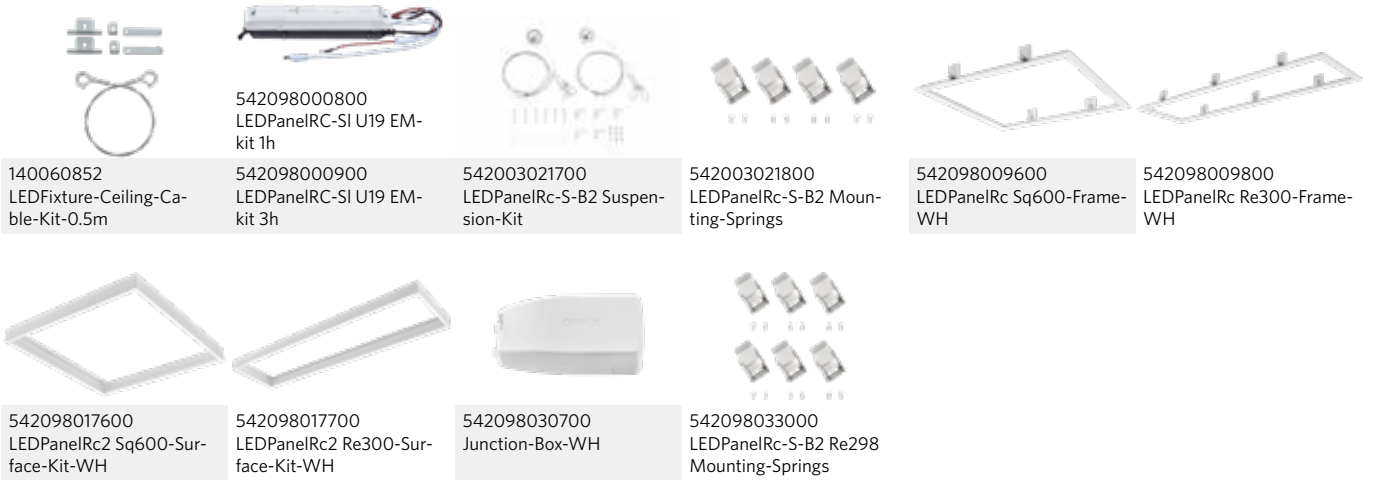 542098000800
LEDPanelRC-Sl U19 EM-
kit 1h
140060852
LEDFixture-Ceiling-Ca-
ble-Kit-0.5m
542098000900
LEDPanelRC-Sl U19 EM-
kit 3h
542003021700
LEDPanelRc-S-B2 Suspen-
sion-Kit
542003021800
LEDPanelRc-S-B2 Moun-
ting-Springs
542098009600
LEDPanelRc Sq600-Frame-
WH
542098009800
LEDPanelRc Re300-Frame-
WH
542098017600
LEDPanelRc2 Sq600-Sur-
face-Kit-WH
542098017700
LEDPanelRc2 Re300-Sur-
face-Kit-WH
542098030700
Junction-Box-WH
542098033000
LEDPanelRc-S-B2 Re298
Mounting-Springs